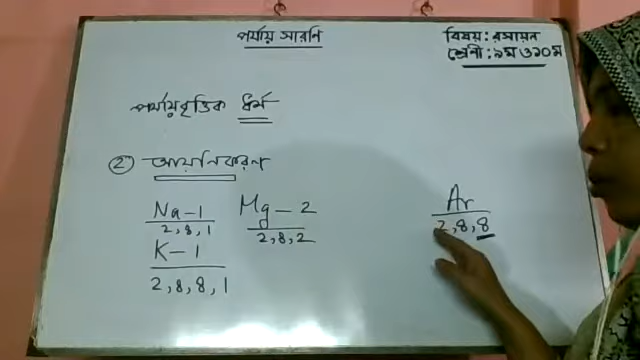 পর্যায় সারনি
বিষয় : রসায়ন
শ্রেনী : ৯ম ও ১০ম
পর্যায়বৃত্তিক ধর্ম
② আয়নিকরণ
Na – 1
2, 8, 1
Mg – 2
2, 8, 2
Ar
2, 8, 8
K – 1
2, 8, 8, 1